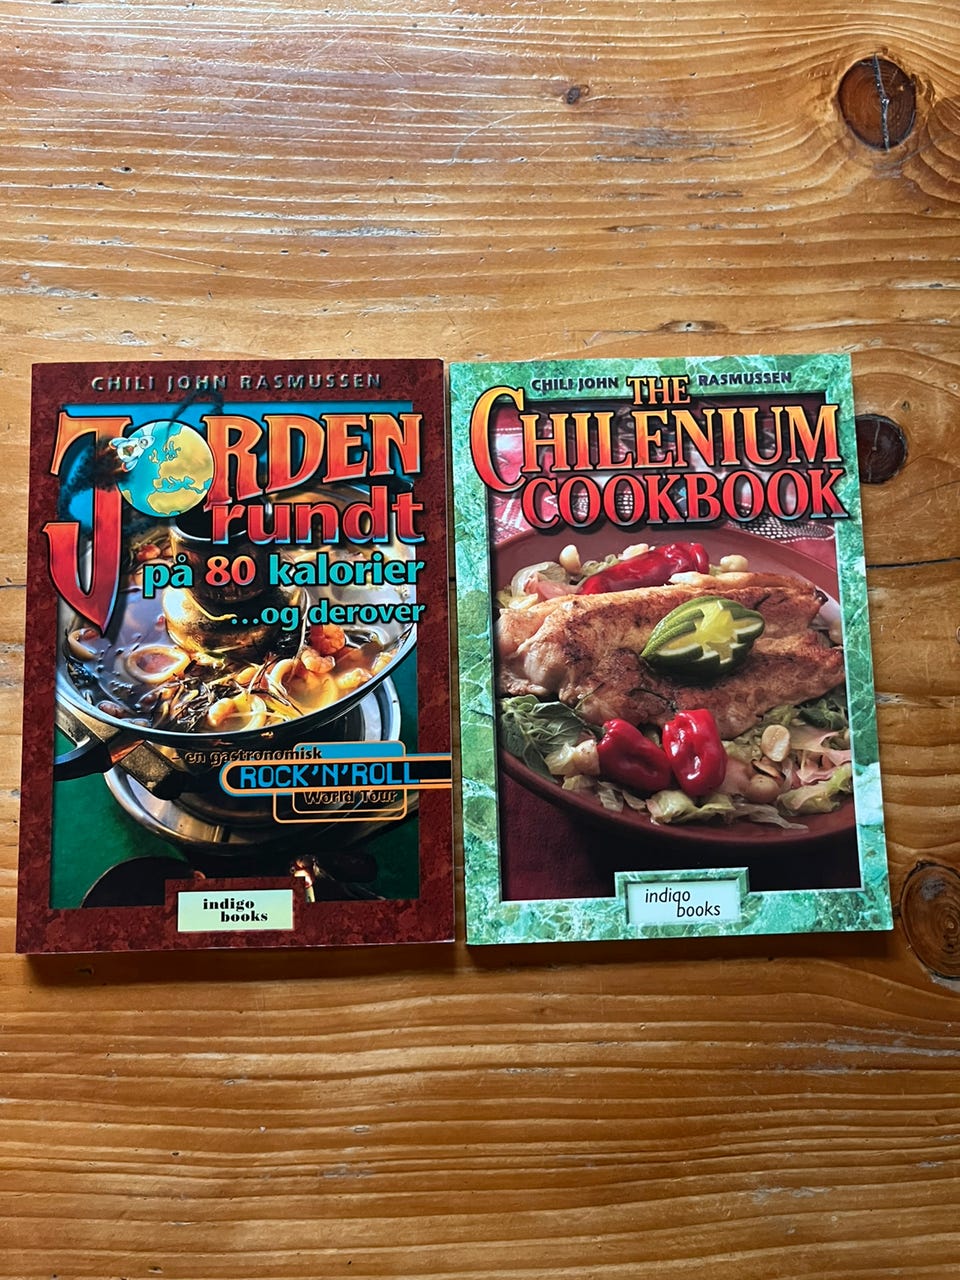 CHILI JOHN RASMUSSEN
JORDEN
rundt
på 80 kalorier
...og derover
- en gastronomisk
ROCK'N'ROLL
World Tour
indigo
books
CHILI JOHN RASMUSSEN
THE
CHILENIUM
COOKBOOK
indigo
books